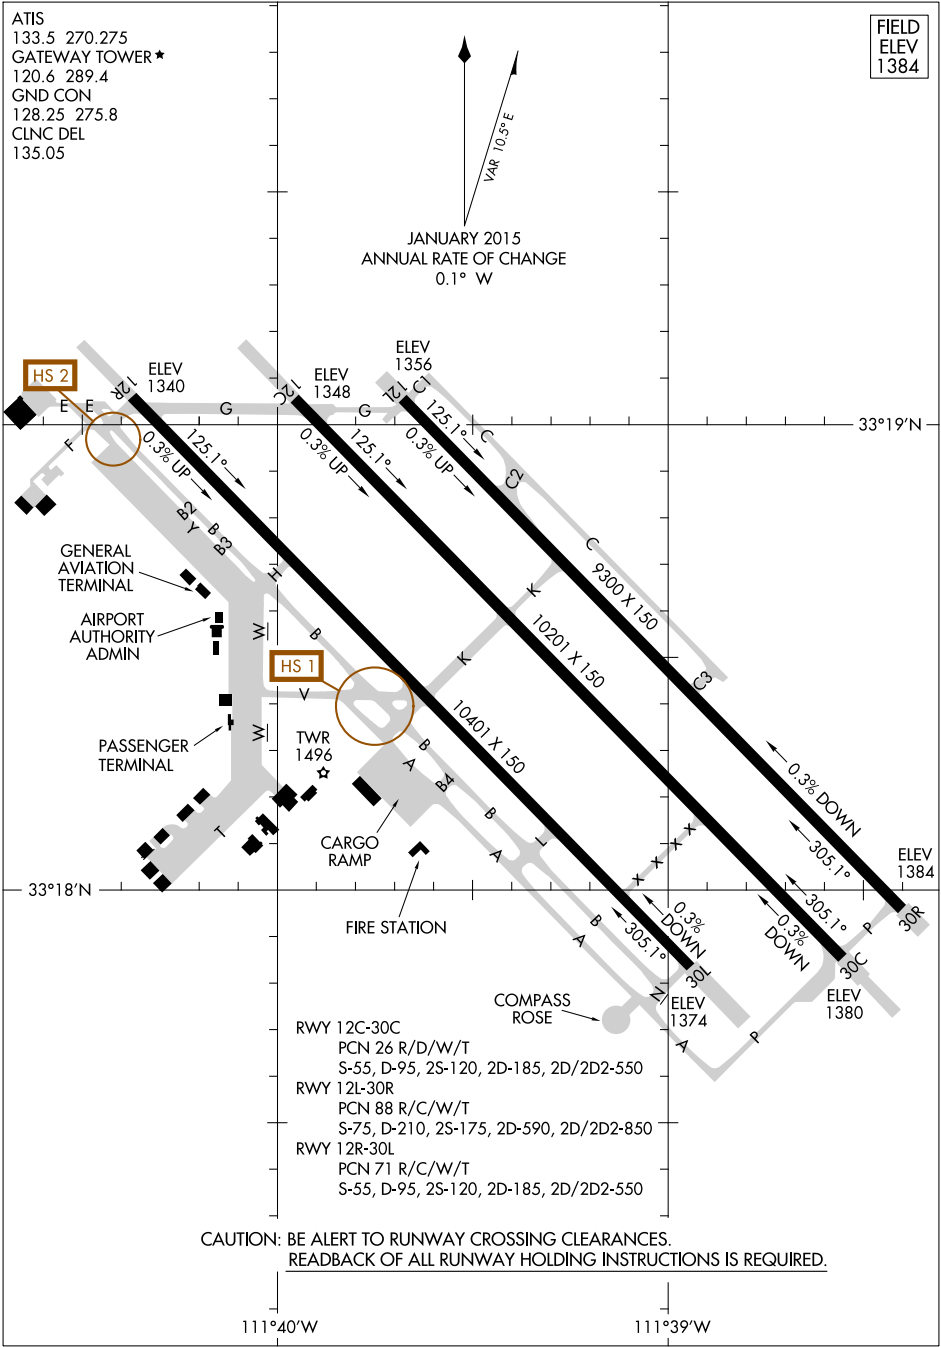 ATIS
133.5 270.275
GATEWAY TOWER★
120.6 289.4
GND CON
128.25 275.8
CLNC DEL
135.05
FIELD
ELEV
1384
VAR 10.5° E
JANUARY 2015
ANNUAL RATE OF CHANGE
0.1° W
HS 2
12R
ELEV
1340
12C
ELEV
1348
ELEV
1356
12L
C1
E
E
G
G
F
125.1°
0.3% UP
125.1°
0.3% UP
125.1°
0.3% UP
C
33°19'N
C2
B2
Y
B
B3
C
H
K
9300 X 150
GENERAL
AVIATION
TERMINAL
AIRPORT
AUTHORITY
ADMIN
W
B
10201 X 150
K
HS 1
V
C3
10401 X 150
W
PASSENGER
TERMINAL
TWR
1496
B
A
B4
0.3% DOWN
T
CARGO
RAMP
B
L
A
X
X
X
X
305.1°
ELEV
1384
33°18'N
FIRE STATION
305.1°
0.3%
DOWN
305.1°
0.3%
DOWN
P
30R
B
A
30L
30C
N
ELEV
1374
ELEV
1380
COMPASS
ROSE
A
P
RWY 12C-30C
PCN 26 R/D/W/T
S-55, D-95, 2S-120, 2D-185, 2D/2D2-550
RWY 12L-30R
PCN 88 R/C/W/T
S-75, D-210, 2S-175, 2D-590, 2D/2D2-850
RWY 12R-30L
PCN 71 R/C/W/T
S-55, D-95, 2S-120, 2D-185, 2D/2D2-550
CAUTION: BE ALERT TO RUNWAY CROSSING CLEARANCES.
READBACK OF ALL RUNWAY HOLDING INSTRUCTIONS IS REQUIRED.
111°40'W
111°39'W